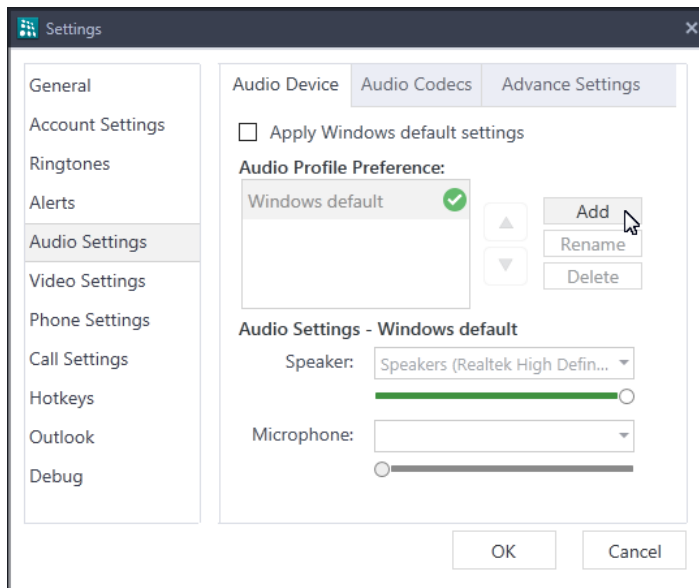 Settings
General
Account Settings
Ringtones
Alerts
Audio Settings
Video Settings
Phone Settings
Call Settings
Hotkeys
Outlook
Debug
Audio Device
Audio Codecs
Advance Settings
Apply Windows default settings
Audio Profile Preference:
Windows default
Add
Rename
Delete
Audio Settings - Windows default
Speaker:
Speakers (Realtek High Defin...
Microphone:
OK
Cancel